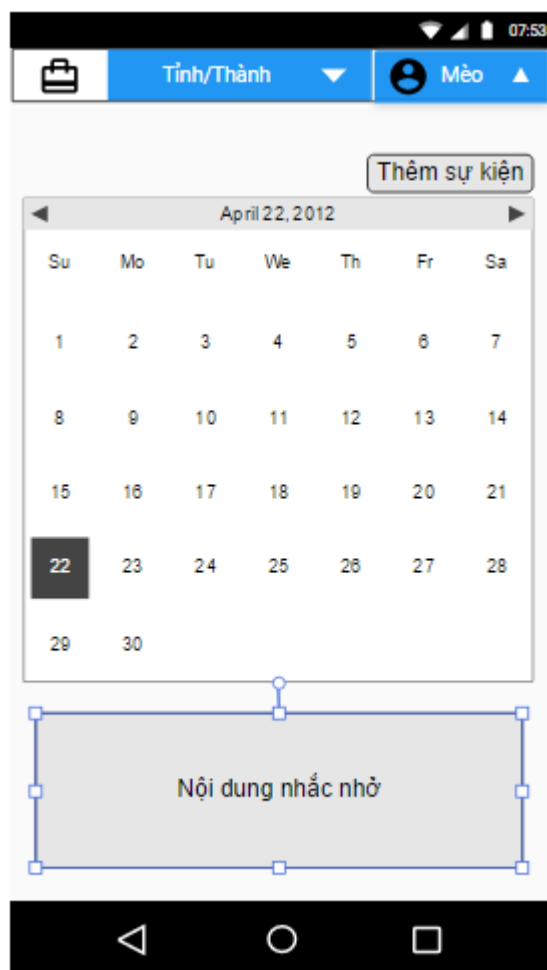 07:53
Tỉnh/Thành Mèo
Thêm sự kiện
April 22, 2012
Su Mo Tu We Th Fr Sa
1 2 3 4 5 6 7
8 9 10 11 12 13 14
15 16 17 18 19 20 21
22 23 24 25 26 27 28
29 30
Nội dung nhắc nhở